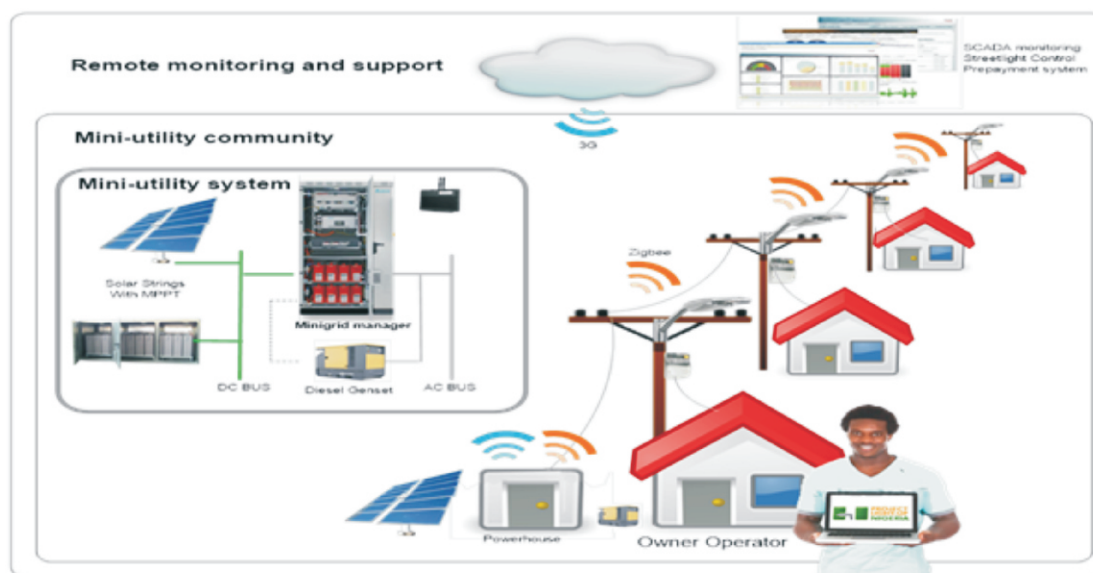 Remote monitoring and support
SCADA monitoring
Streetlight Control
Prepayment system
3G
Mini-utility community
Mini-utility system
Solar Strings
With MPPT
Minigrid manager
DC BUS
Diesel Genset
AC BUS
Zigbee
Powerhouse
Owner Operator
NIGERIA